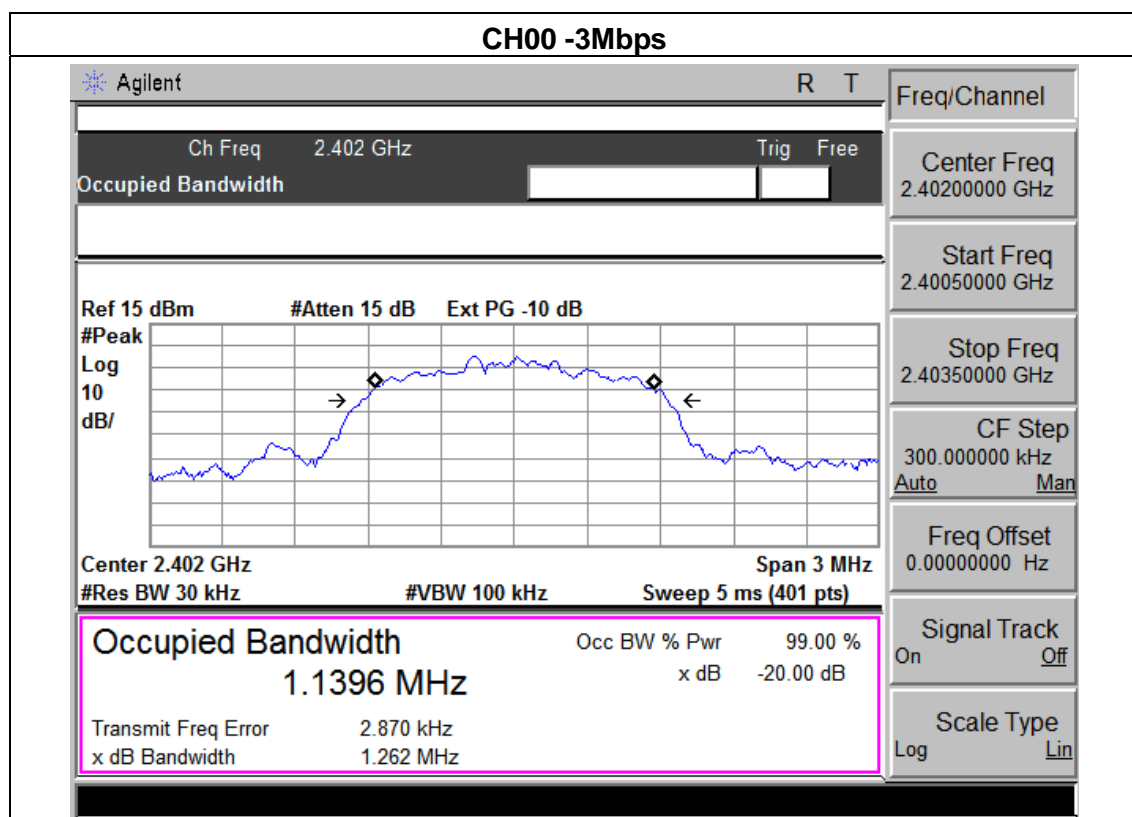 CH00 -3Mbps
Agilent R T
Ch Freq 2.402 GHz Trig Free
Occupied Bandwidth
Ref 15 dBm #Atten 15 dB Ext PG -10 dB
#Peak
Log
10
dB/
Center 2.402 GHz Span 3 MHz
#Res BW 30 kHz #VBW 100 kHz Sweep 5 ms (401 pts)
Occupied Bandwidth
1.1396 MHz
Occ BW % Pwr 99.00 %
x dB -20.00 dB
Transmit Freq Error 2.870 kHz
x dB Bandwidth 1.262 MHz
Freq/Channel
Center Freq
2.40200000 GHz
Start Freq
2.40050000 GHz
Stop Freq
2.40350000 GHz
CF Step
300.000000 kHz
Auto Man
Freq Offset
0.00000000 Hz
Signal Track
On Off
Scale Type
Log Lin